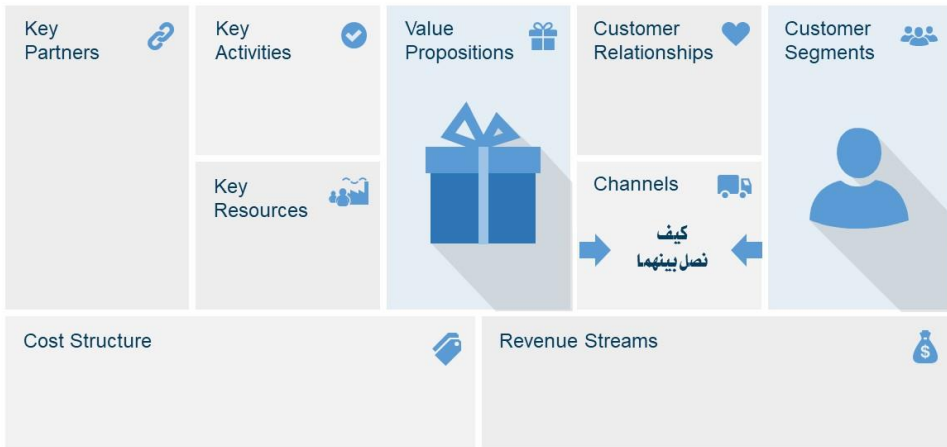 Key
Partners
Key
Activities
Value
Propositions
Customer
Relationships
Customer
Segments
Key
Resources
Channels
كيف
نصل بينهما
Cost Structure
Revenue Streams
$